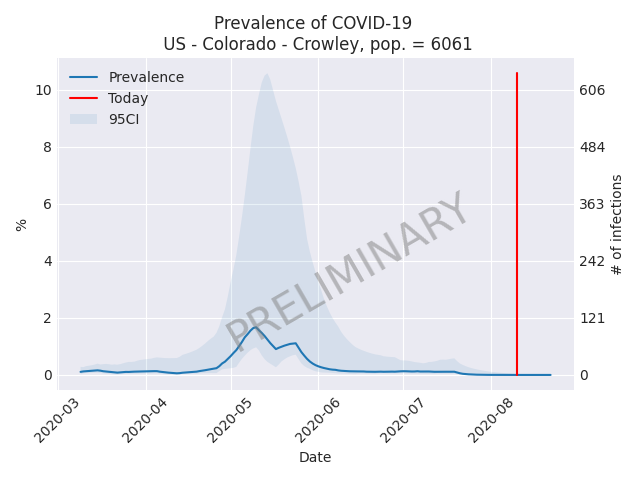 Prevalence of COVID-19
US - Colorado - Crowley, pop. = 6061
Prevalence
Today
95CI
10
8
6
4
2
0
%
606
484
363
242
121
0
# of infections
PRELIMINARY
2020-03
2020-04
2020-05
2020-06
2020-07
2020-08
Date